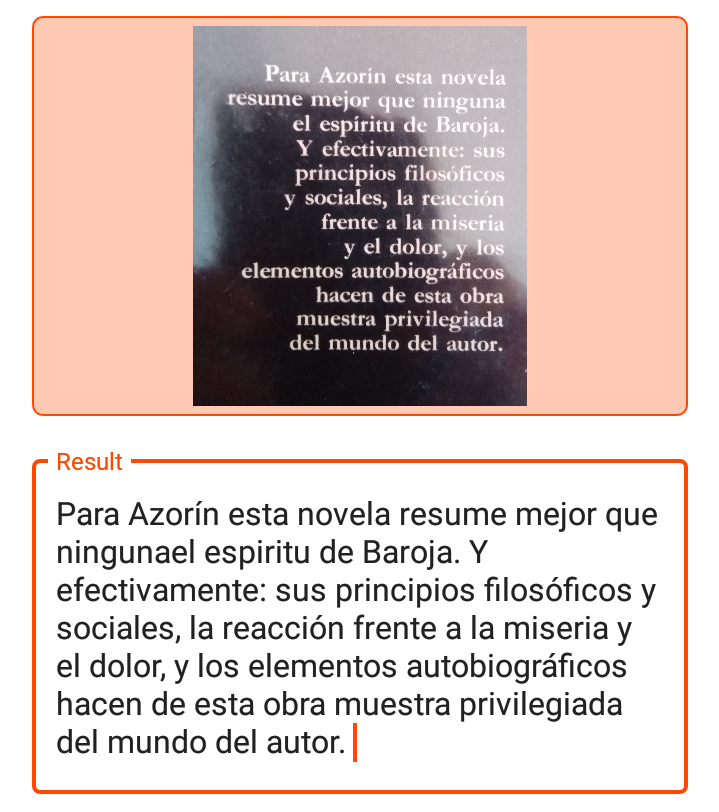 Para Azorín esta novela
resume mejor que ninguna
el espíritu de Baroja.
Y efectivamente: sus
principios filosóficos
y sociales, la reacción
frente a la miseria
y el dolor, y los
elementos autobiográficos
hacen de esta obra
muestra privilegiada
del mundo del autor.
Result
Para Azorín esta novela resume mejor que
ningunael espiritu de Baroja. Y
efectivamente: sus principios filosóficos y
sociales, la reacción frente a la miseria y
el dolor, y los elementos autobiográficos
hacen de esta obra muestra privilegiada
del mundo del autor.